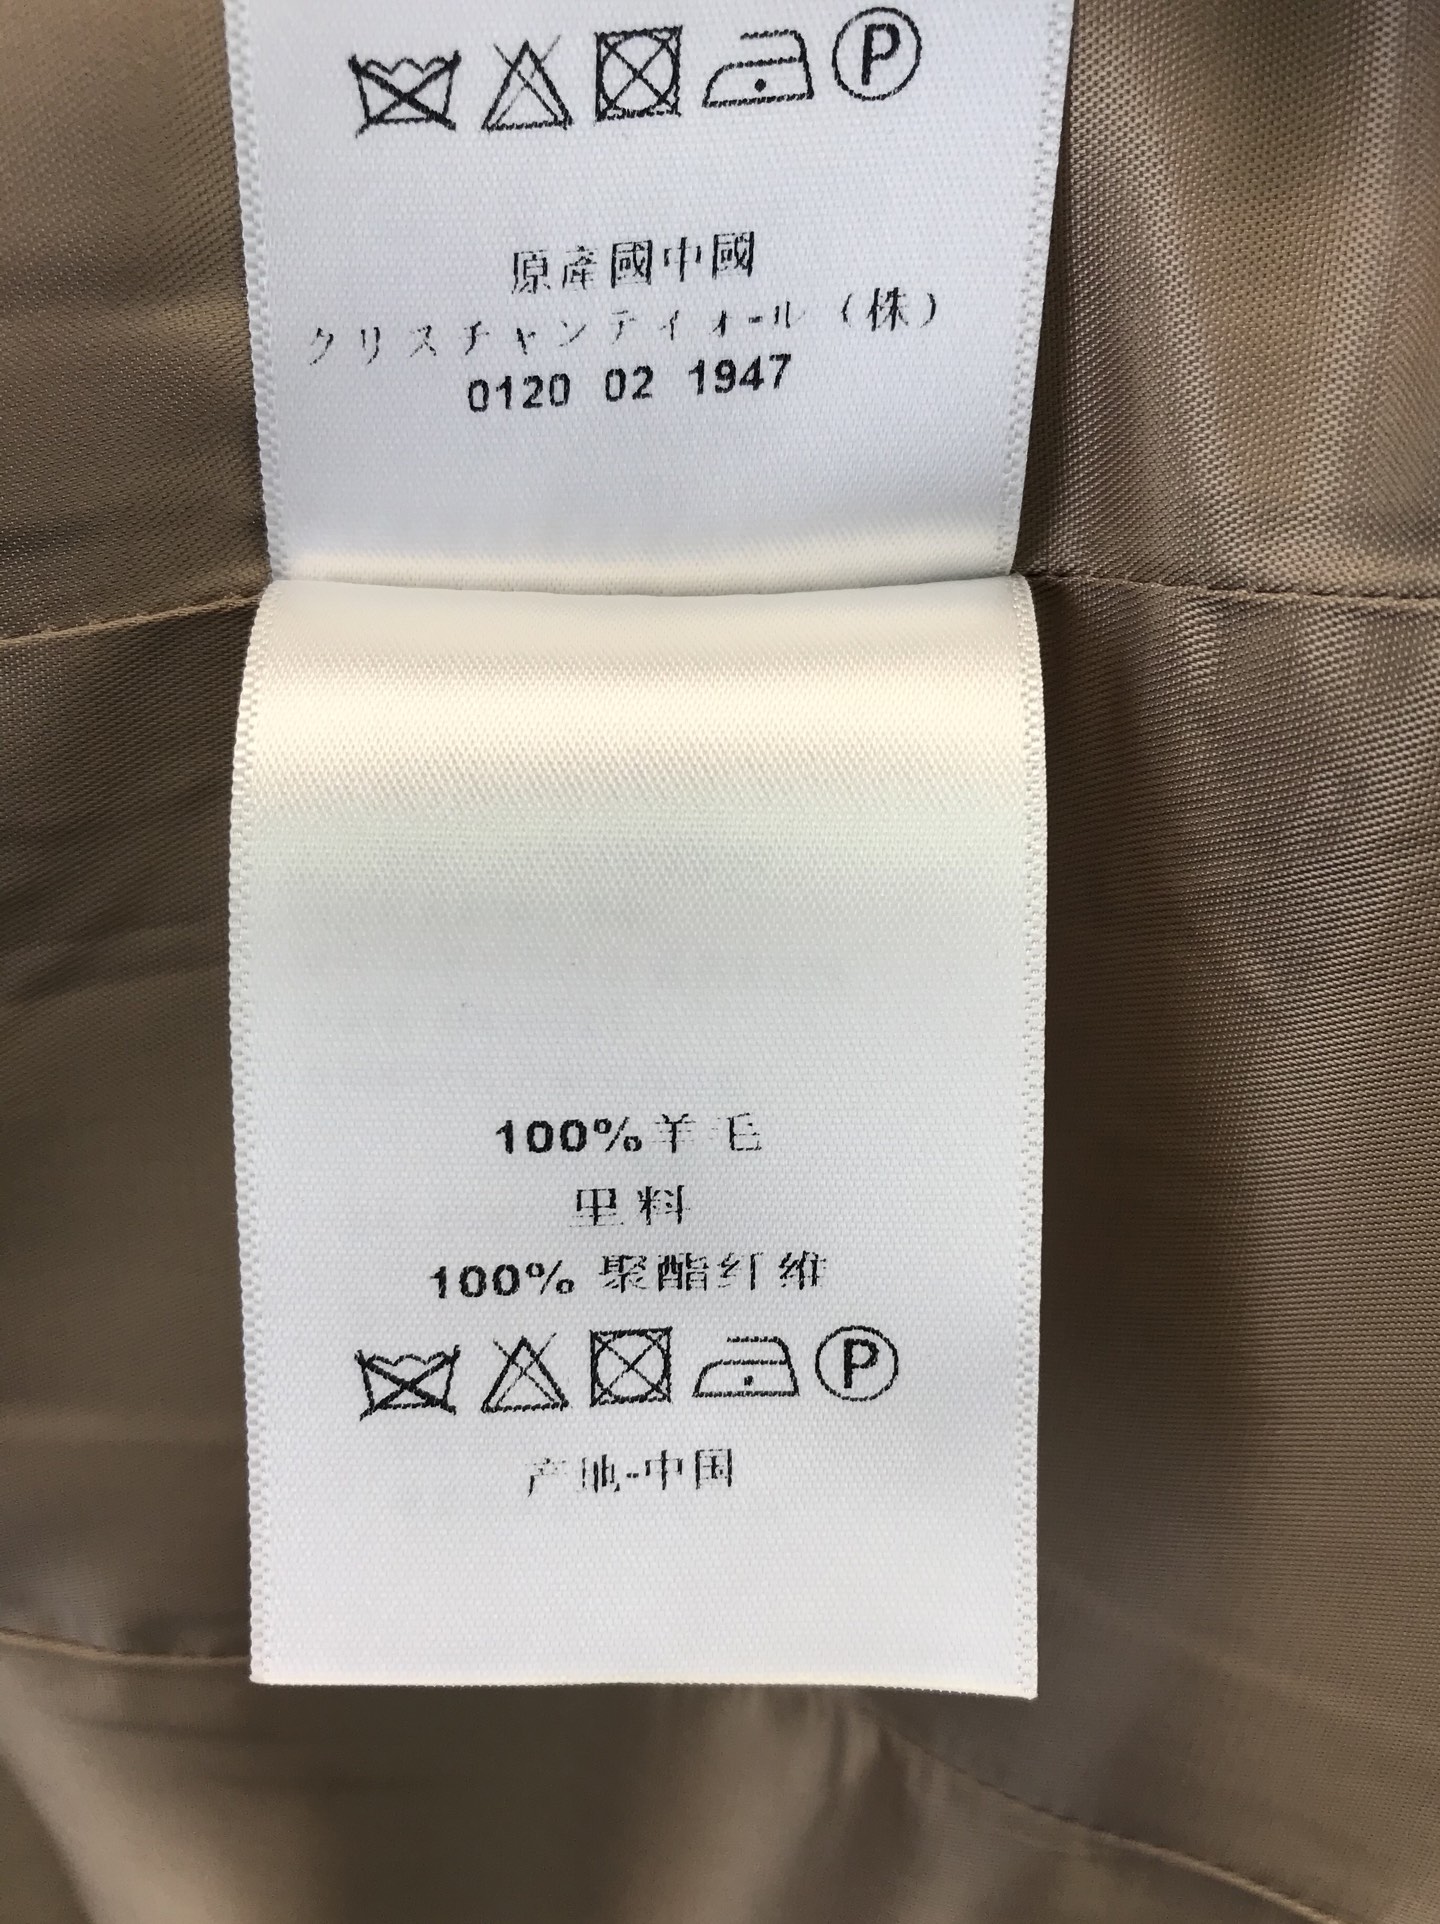 P
原產國中國
クリスチャンディオール（株）
0120 02 1947
100%羊毛
里料
100% 聚酯纤维
P
产地-中国